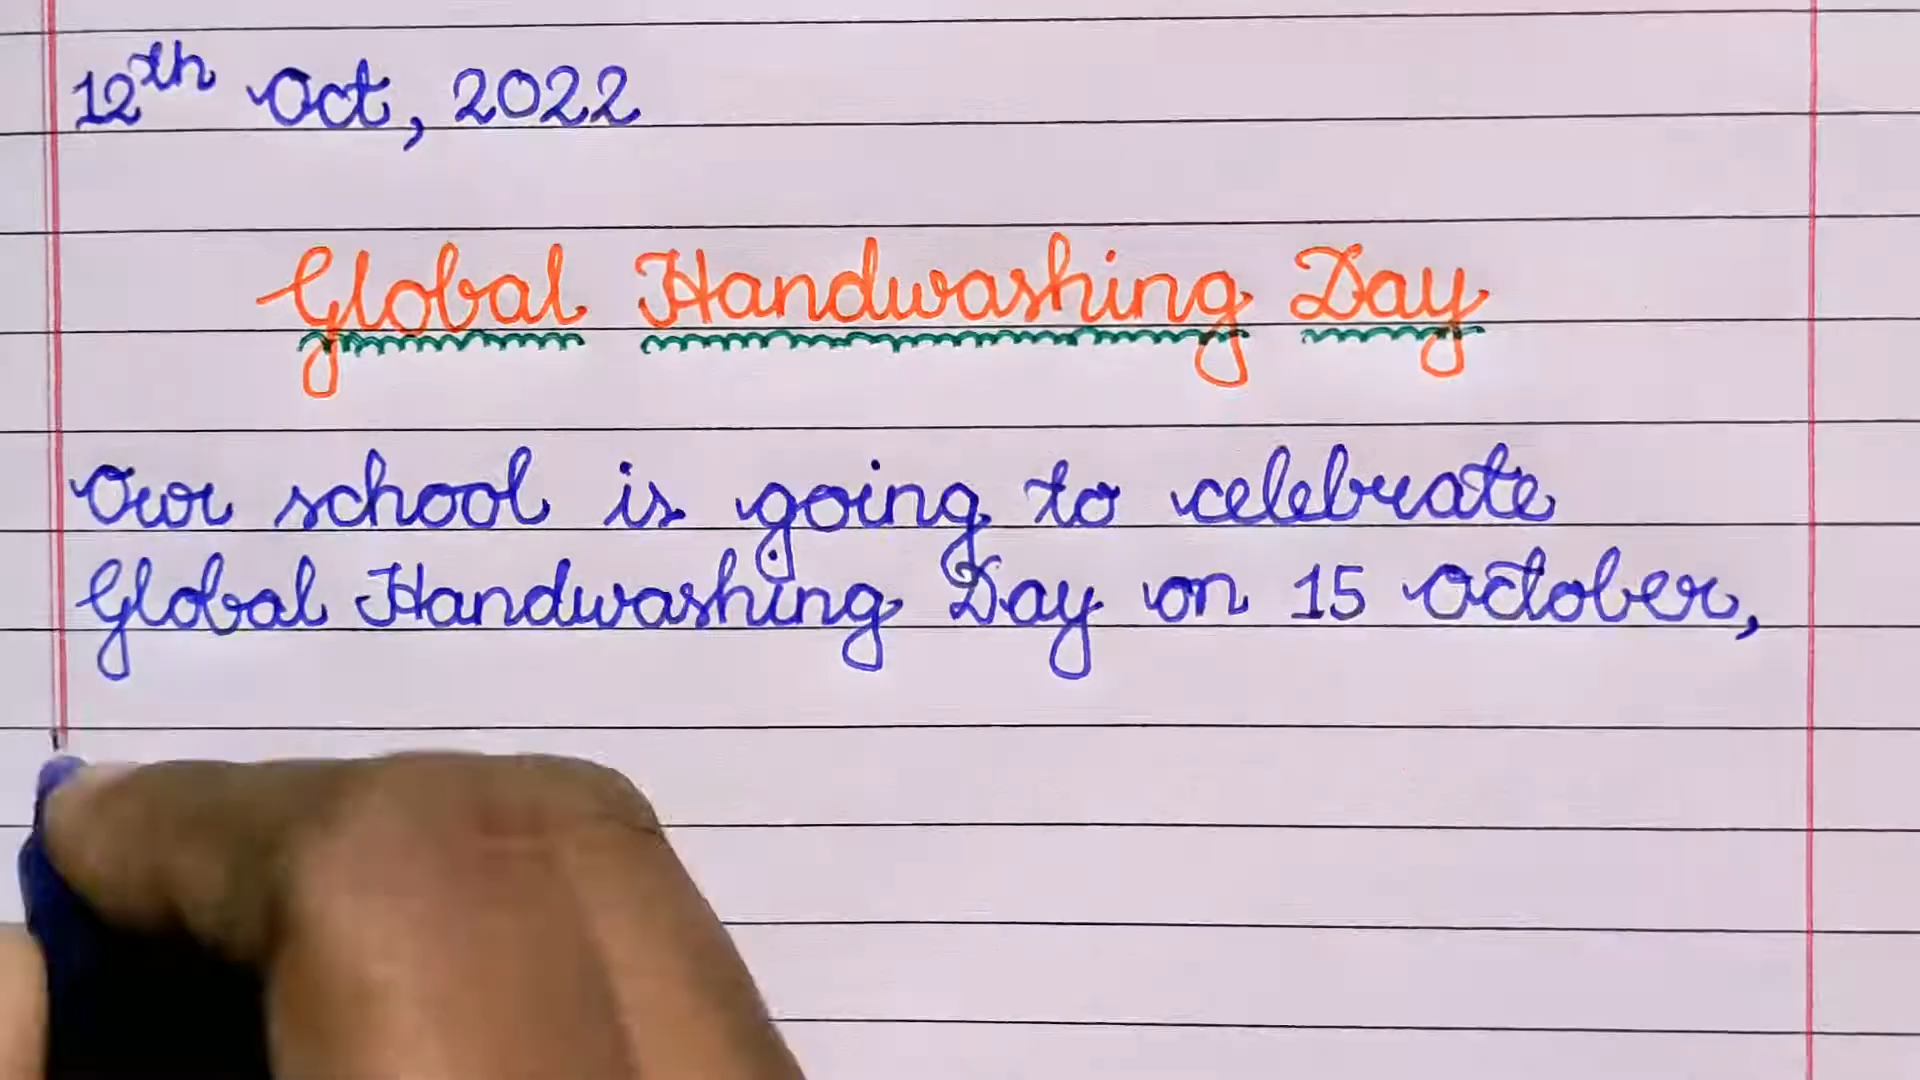 12th Oct, 2022
Global Handwashing Day
Our school is going to celebrate
Global Handwashing Day on 15 October,